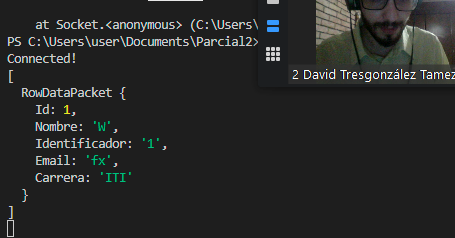 at Socket.<anonymous> (C:\Users\
PS C:\Users\user\Documents\Parcial2>
Connected!
[
RowDataPacket {
Id: 1,
Nombre: 'W',
Identificador: '1',
Email: 'fx',
Carrera: 'ITI'
}
]
2 David Tresgonzález Tamez